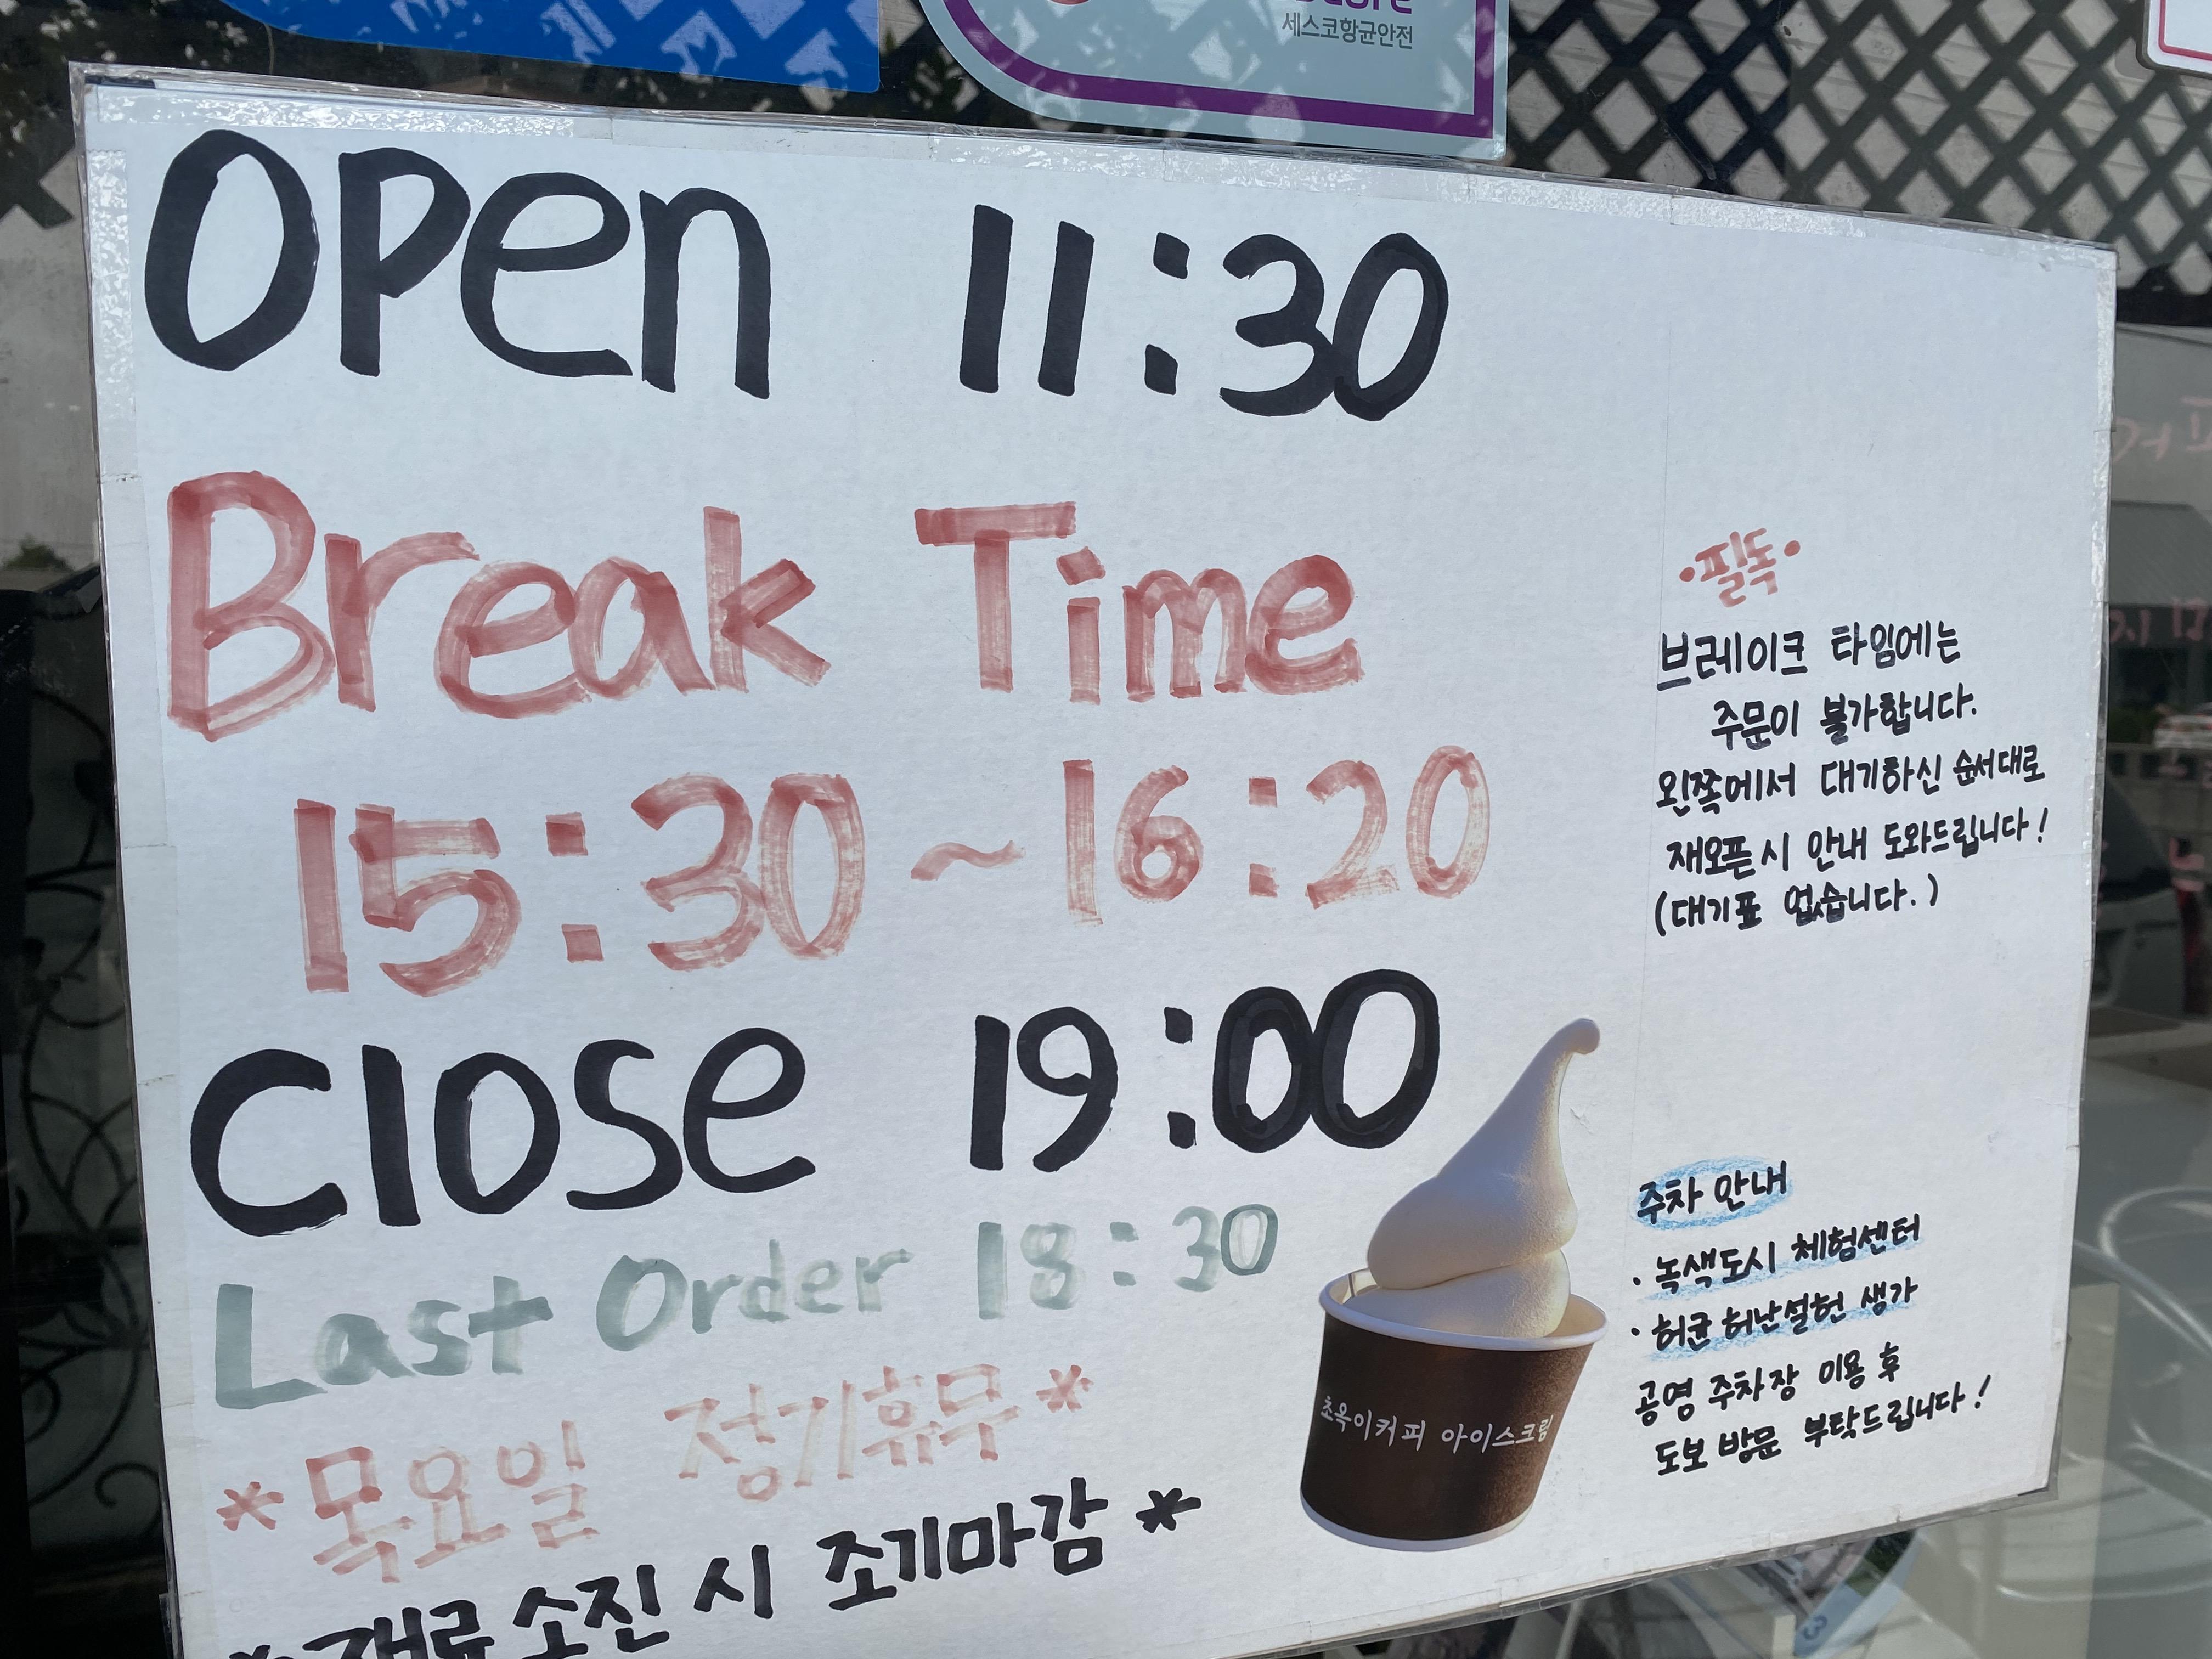 세스코항균안전
Open 11:30
Break Time
15:30 ~ 16:20
Close 19:00
Last Order 18:30
* 목요일 정기휴무 *
* 재료소진 시 조기마감 *
•필독•
브레이크 타임에는
주문이 불가합니다.
왼쪽에서 대기하신 순서대로
재오픈 시 안내 도와드립니다!
(대기표 없습니다.)
초옥이커피 아이스크림
주차 안내
· 녹색도시 체험센터
· 허균 허난설헌 생가
공영 주차장 이용 후
도보 방문 부탁드립니다!